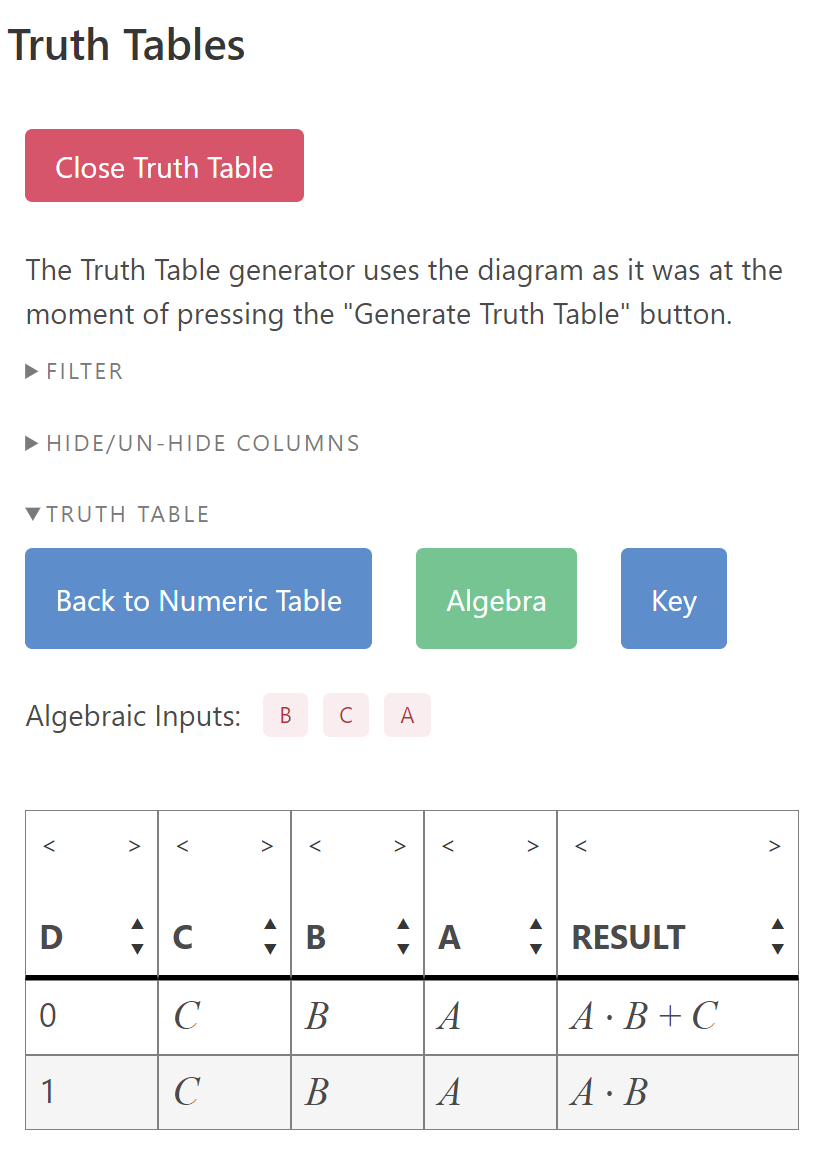 Truth Tables
Close Truth Table
The Truth Table generator uses the diagram as it was at the
moment of pressing the "Generate Truth Table" button.
▶ FILTER
▶ HIDE/UN-HIDE COLUMNS
▼ TRUTH TABLE
Back to Numeric Table Algebra Key
Algebraic Inputs: B C A
< > < > < > < > < >
D ▲▼ C ▲▼ B ▲▼ A ▲▼ RESULT ▲▼
0 C B A A · B + C
1 C B A A · B